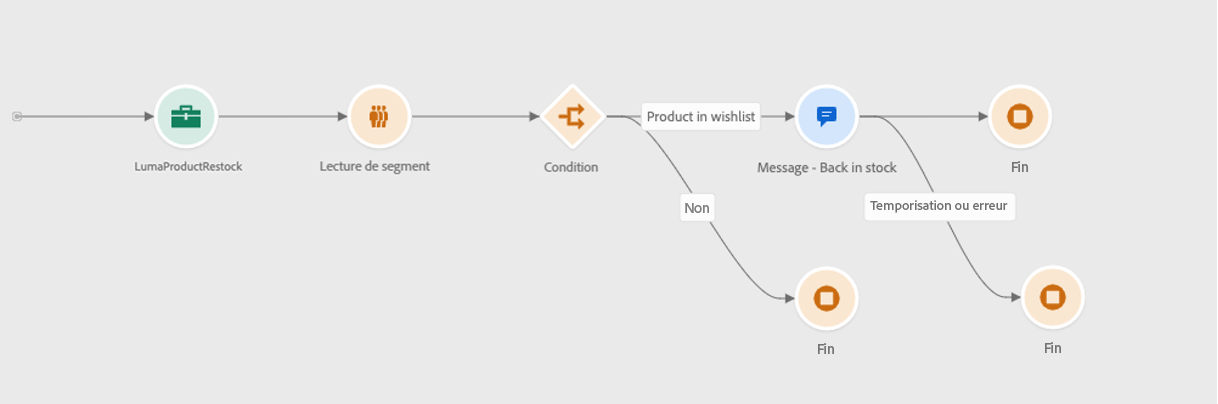 LumaProductRestock
Lecture de segment
Condition
Product in wishlist
Message - Back in stock
Fin
Non
Temporisation ou erreur
Fin
Fin